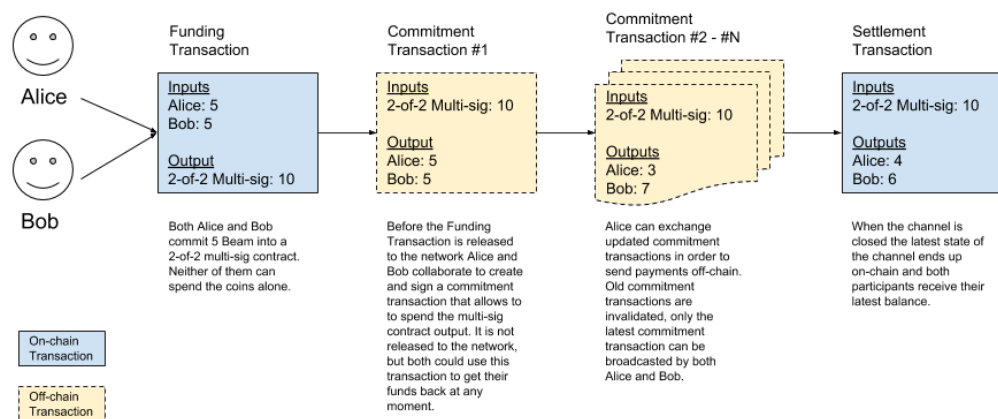 Alice
Bob
Funding
Transaction
Inputs
Alice: 5
Bob: 5
Output
2-of-2 Multi-sig: 10
Both Alice and Bob
commit 5 Beam into a
2-of-2 multi-sig contract.
Neither of them can
spend the coins alone.
Commitment
Transaction #1
Inputs
2-of-2 Multi-sig: 10
Output
Alice: 5
Bob: 5
Before the Funding
Transaction is released
to the network Alice and
Bob collaborate to create
and sign a commitment
transaction that allows to
to spend the multi-sig
contract output. It is not
released to the network,
but both could use this
transaction to get their
funds back at any
moment.
Commitment
Transaction #2 - #N
Inputs
2-of-2 Multi-sig: 10
Outputs
Alice: 3
Bob: 7
Alice can exchange
updated commitment
transactions in order to
send payments off-chain.
Old commitment
transactions are
invalidated, only the
latest commitment
transaction can be
broadcasted by both
Alice and Bob.
Settlement
Transaction
Inputs
2-of-2 Multi-sig: 10
Outputs
Alice: 4
Bob: 6
When the channel is
closed the latest state of
the channel ends up
on-chain and both
participants receive their
latest balance.
On-chain
Transaction
Off-chain
Transaction